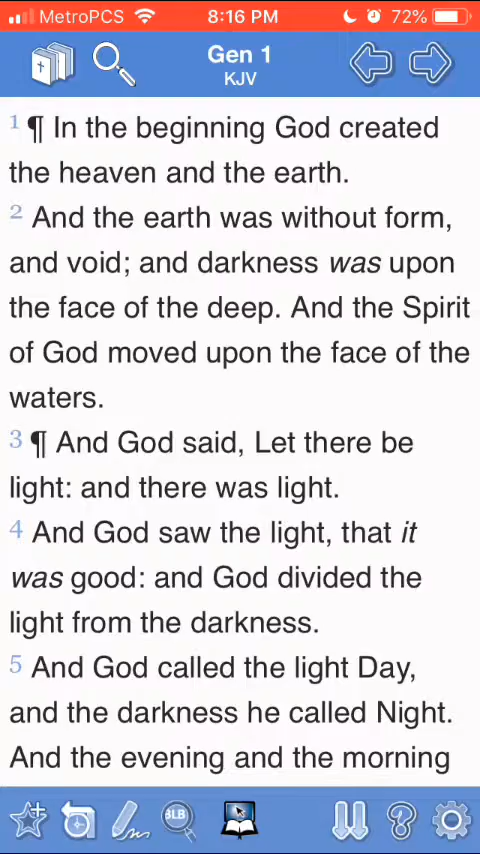 MetroPCS 8:16 PM 72%
Gen 1
KJV
1 ¶ In the beginning God created
the heaven and the earth.
2 And the earth was without form,
and void; and darkness was upon
the face of the deep. And the Spirit
of God moved upon the face of the
waters.
3 ¶ And God said, Let there be
light: and there was light.
4 And God saw the light, that it
was good: and God divided the
light from the darkness.
5 And God called the light Day,
and the darkness he called Night.
And the evening and the morning
BLB